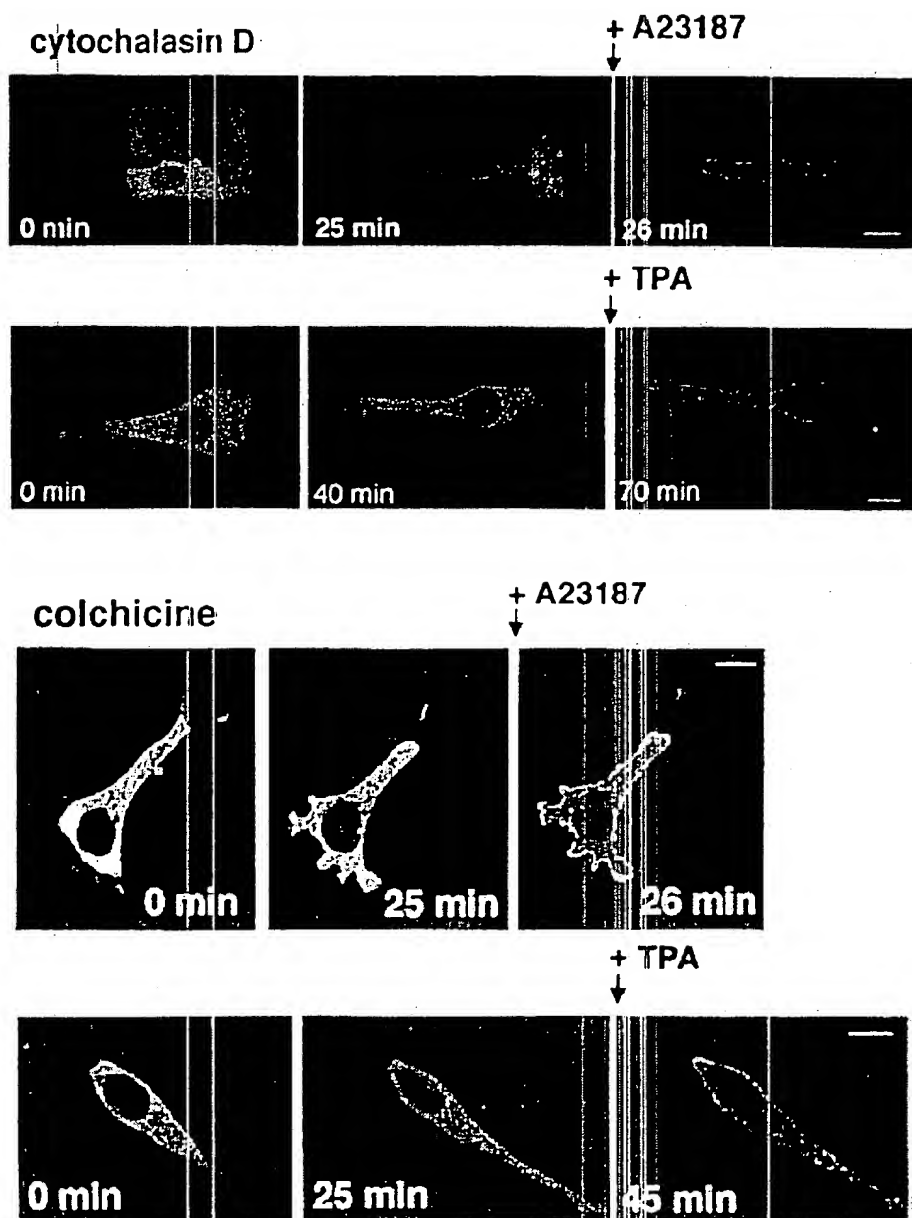 cytochalasin D
+ A23187
0 min
25 min
26 min
+ TPA
0 min
40 min
70 min
colchicine
+ A23187
0 min
25 min
26 min
+ TPA
0 min
25 min
45 min